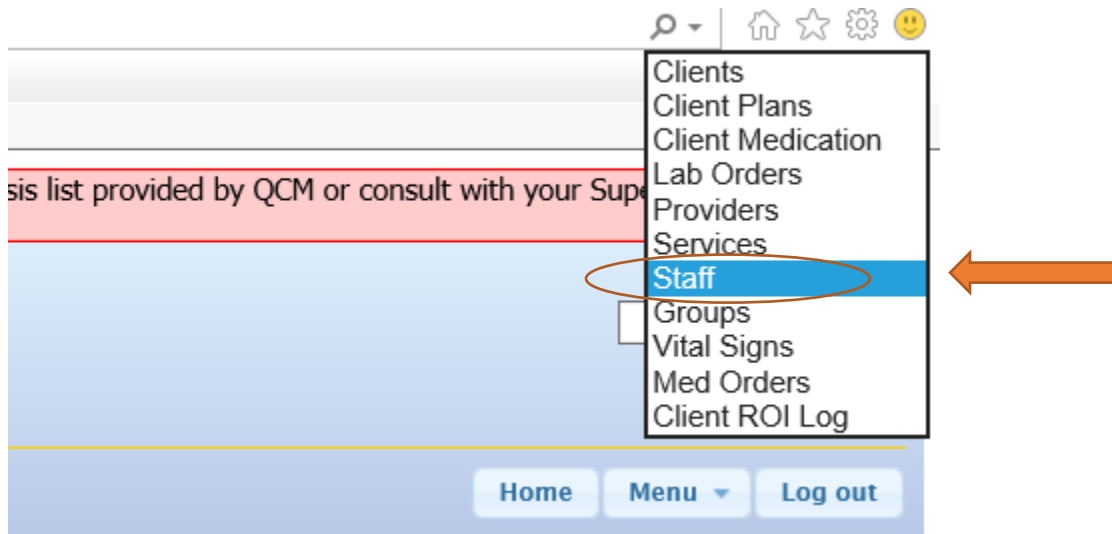 Clients
Client Plans
Client Medication
Lab Orders
sis list provided by QCM or consult with your Supe
Providers
Services
Staff
Groups
Vital Signs
Med Orders
Client ROI Log
Home Menu Log out